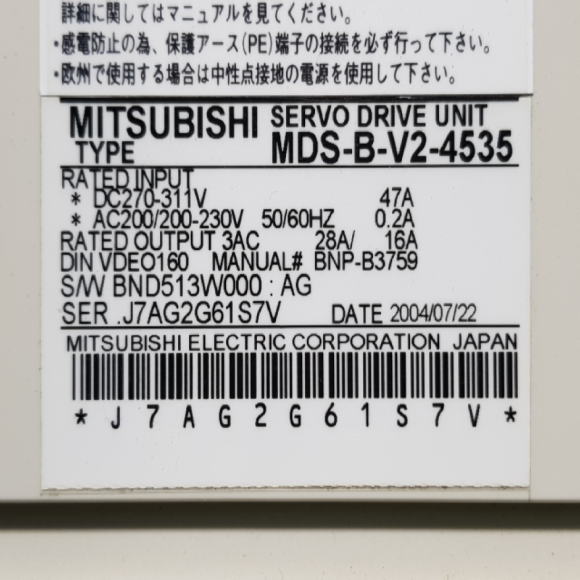 詳細に関してはマニュアルを見てください。
・感電防止の為、保護アース(PE)端子の接続を必ず行って下さい。
・欧州で使用する場合は中性点接地の電源を使用して下さい。
MITSUBISHI SERVO DRIVE UNIT
TYPE MDS-B-V2-4535
RATED INPUT
* DC270-311V 47A
* AC200/200-230V 50/60HZ 0.2A
RATED OUTPUT 3AC 28A/ 16A
DIN VDE0160 MANUAL# BNP-B3759
S/W BND513W000 : AG
SER .J7AG2G61S7V DATE 2004/07/22
MITSUBISHI ELECTRIC CORPORATION JAPAN
* J 7 A G 2 G 6 1 S 7 V *